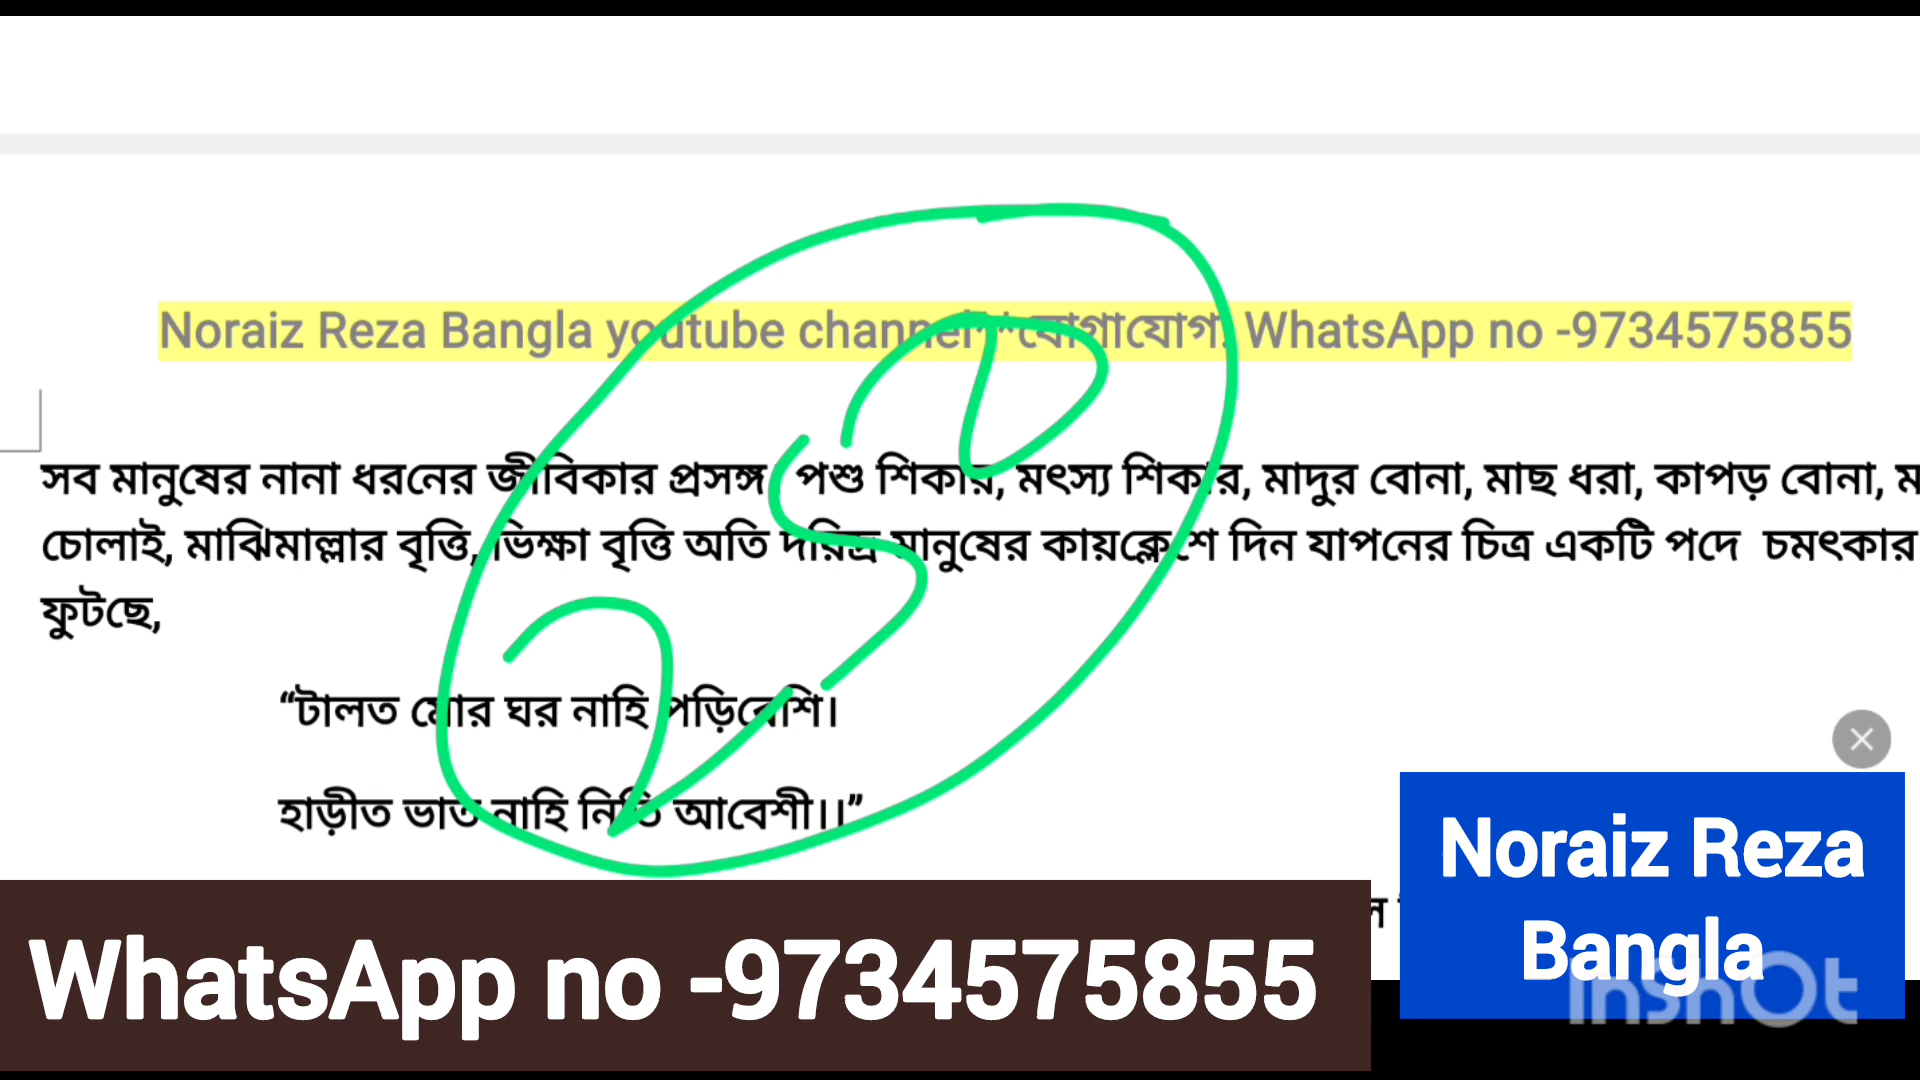 Noraiz Reza Bangla youtube channel** যোগাযোগ. WhatsApp no -9734575855
সব মানুষের নানা ধরনের জীবিকার প্রসঙ্গ পশু শিকার, মৎস্য শিকার, মাদুর বোনা, মাছ ধরা, কাপড় বোনা, ম
চোলাই, মাঝিমাল্লার বৃত্তি, ভিক্ষা বৃত্তি অতি দরিদ্র মানুষের কায়ক্লেশে দিন যাপনের চিত্র একটি পদে চমৎকার
ফুটছে,
“টালত মোর ঘর নাহি পড়িবেশি।
হাড়ীত ভাত নাহি নিতি আবেশী।।”
WhatsApp no -9734575855
Noraiz Reza
Bangla
InShOt